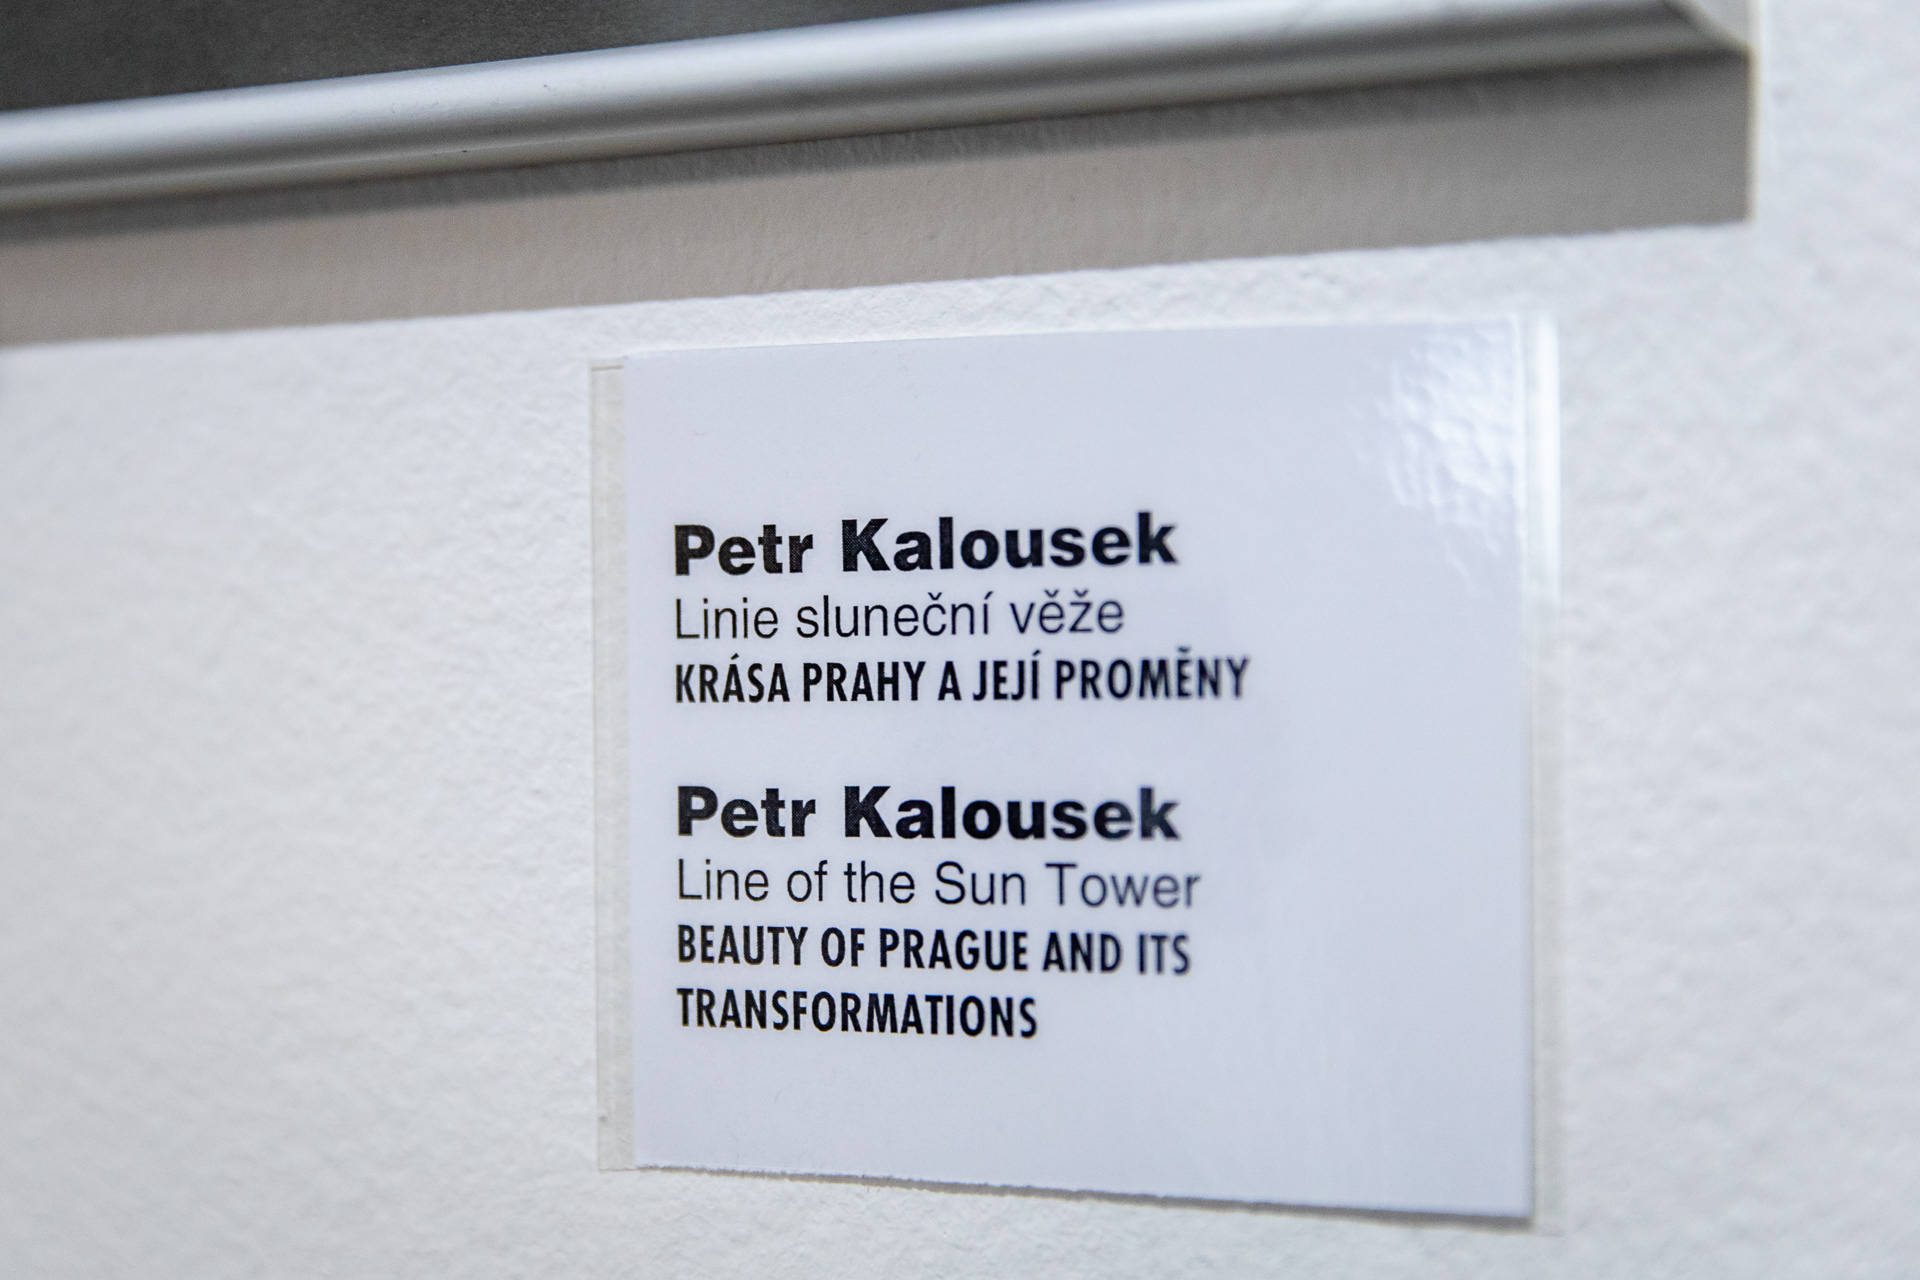 Petr Kalousek
Linie sluneční věže
KRÁSA PRAHY A JEJÍ PROMĚNY
Petr Kalousek
Line of the Sun Tower
BEAUTY OF PRAGUE AND ITS
TRANSFORMATIONS